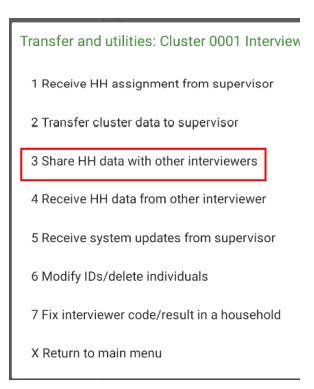 Transfer and utilities: Cluster 0001 Interview
1 Receive HH assignment from supervisor
2 Transfer cluster data to supervisor
3 Share HH data with other interviewers
4 Receive HH data from other interviewer
5 Receive system updates from supervisor
6 Modify IDs/delete individuals
7 Fix interviewer code/result in a household
X Return to main menu